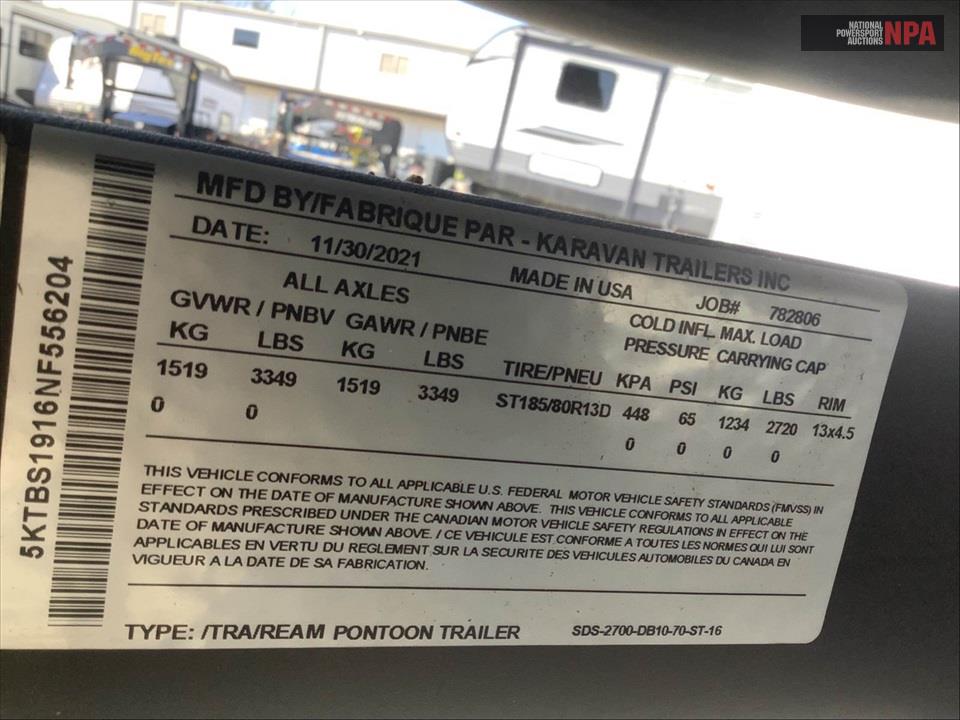 NATIONAL
POWERSPORT
AUCTIONS
NPA
BigTex
5KTBS1916NF556204
MFD BY/FABRIQUE PAR - KARAVAN TRAILERS INC
DATE: 11/30/2021 MADE IN USA JOB# 782806
ALL AXLES COLD INFL. MAX. LOAD
GVWR / PNBV GAWR / PNBE PRESSURE CARRYING CAP
KG LBS KG LBS TIRE/PNEU KPA PSI KG LBS RIM
1519 3349 1519 3349 ST185/80R13D 448 65 1234 2720 13x4.5
0 0 0 0 0 0
THIS VEHICLE CONFORMS TO ALL APPLICABLE U.S. FEDERAL MOTOR VEHICLE SAFETY STANDARDS (FMVSS) IN
EFFECT ON THE DATE OF MANUFACTURE SHOWN ABOVE. THIS VEHICLE CONFORMS TO ALL APPLICABLE
STANDARDS PRESCRIBED UNDER THE CANADIAN MOTOR VEHICLE SAFETY REGULATIONS IN EFFECT ON THE
DATE OF MANUFACTURE SHOWN ABOVE. / CE VEHICULE EST CONFORME A TOUTES LES NORMES QUI LUI SONT
APPLICABLES EN VERTU DU REGLEMENT SUR LA SECURITE DES VEHICULES AUTOMOBILES DU CANADA EN
VIGUEUR A LA DATE DE SA FABRICATION.
TYPE: /TRA/REAM PONTOON TRAILER SDS-2700-DB10-70-ST-16